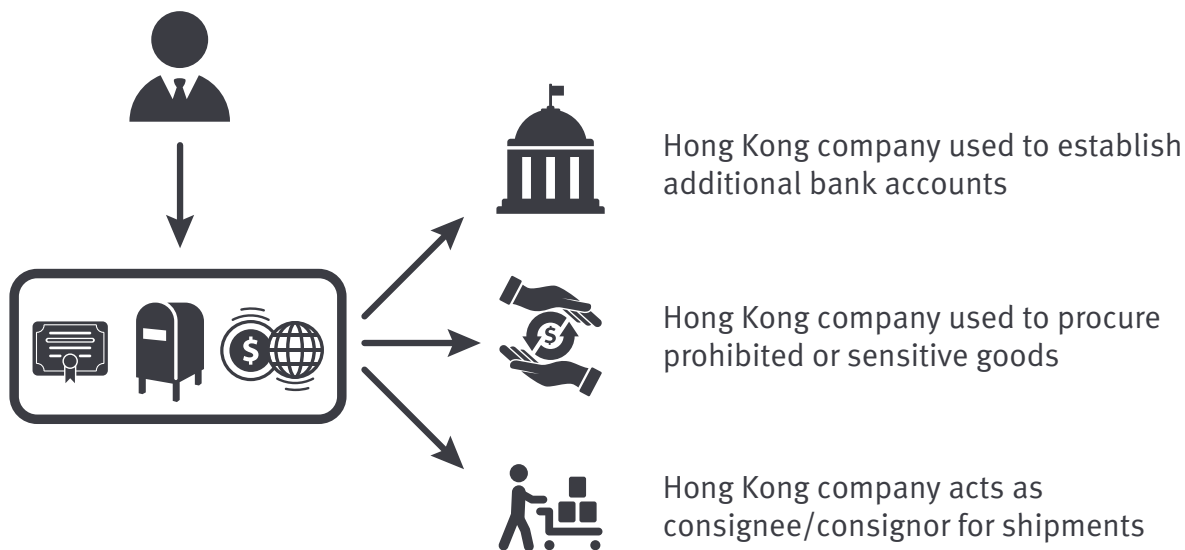 Hong Kong company used to establish
additional bank accounts
$
$
Hong Kong company used to procure
prohibited or sensitive goods
Hong Kong company acts as
consignee/consignor for shipments